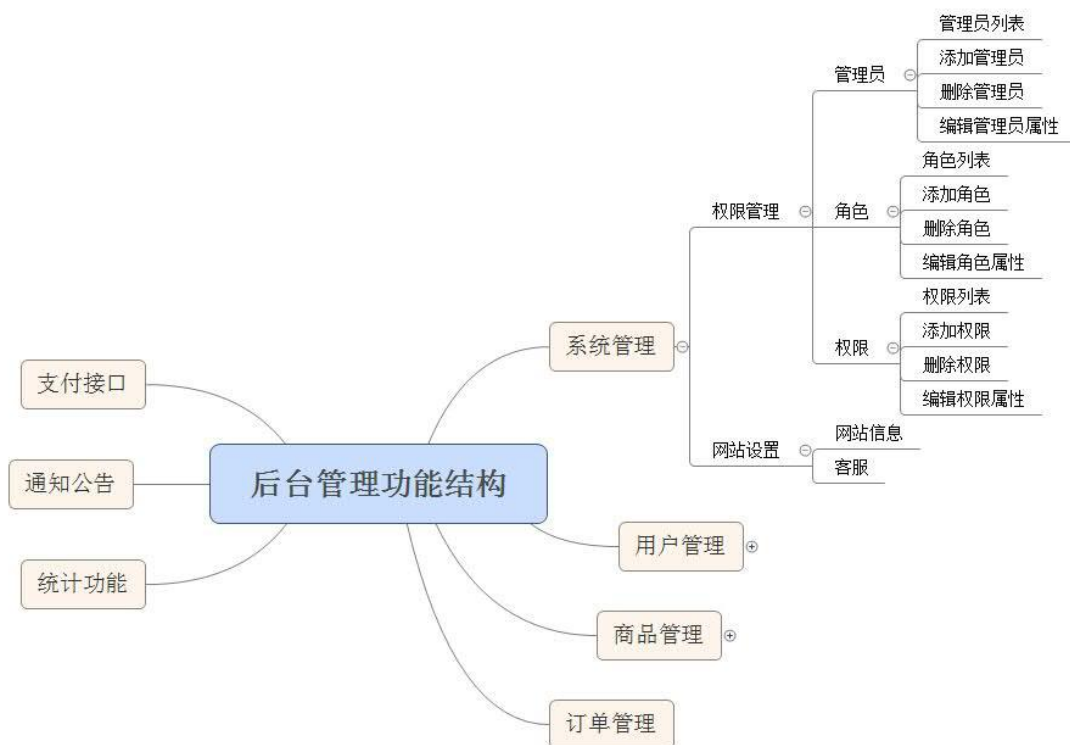 后台管理功能结构
系统管理
权限管理
管理员
管理员列表
添加管理员
删除管理员
编辑管理员属性
角色
角色列表
添加角色
删除角色
编辑角色属性
权限
权限列表
添加权限
删除权限
编辑权限属性
网站设置
网站信息
客服
用户管理
商品管理
订单管理
支付接口
通知公告
统计功能